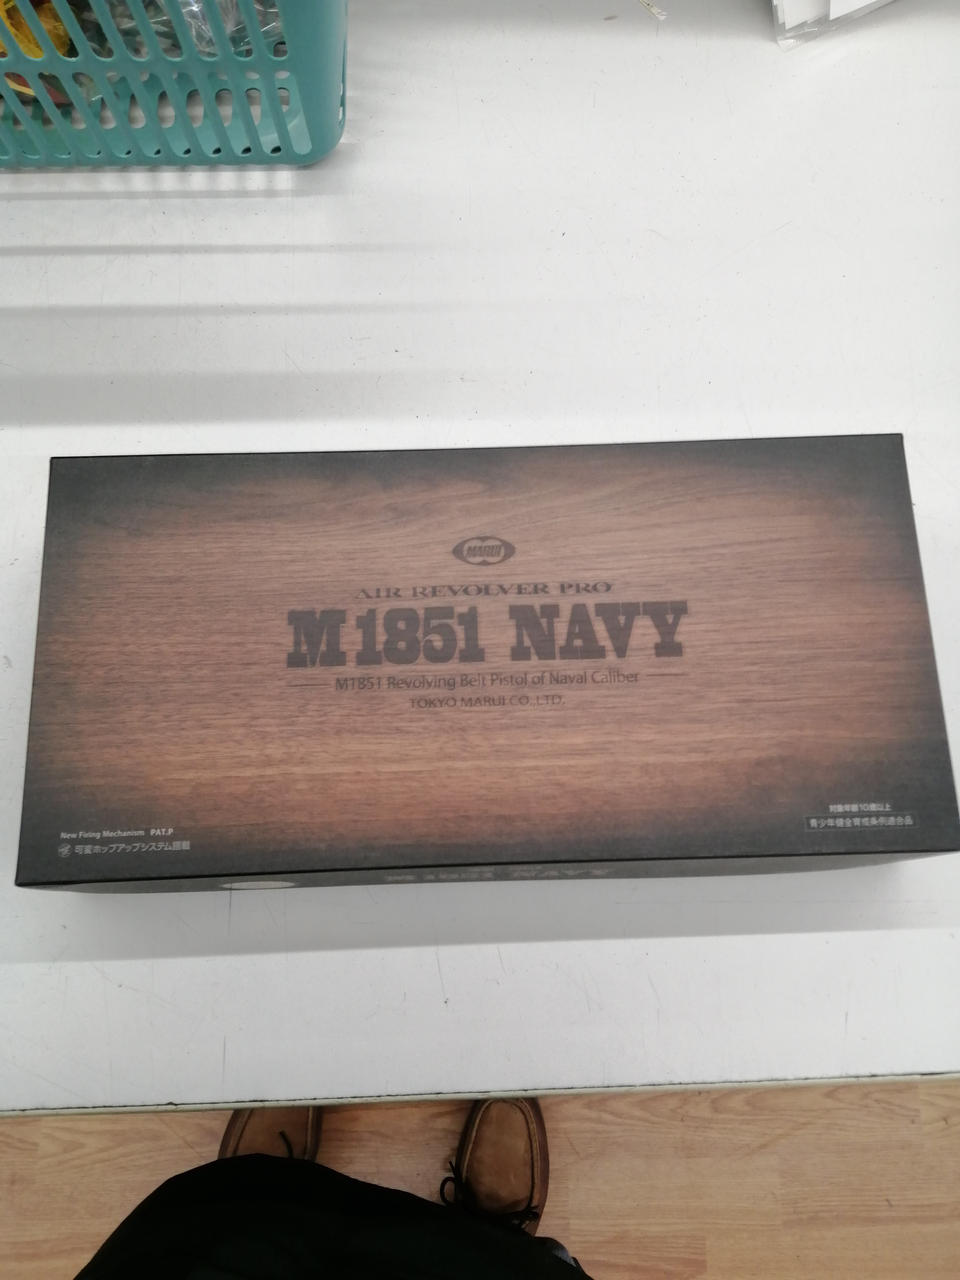 MARUI
AIR REVOLVER PRO
M1851 NAVY
M1851 Revolving Belt Pistol of Naval Caliber
TOKYO MARUI CO.,LTD.
New Firing Mechanism PAT.P
可変ホップアップシステム搭載
対象年齢10歳以上
青少年健全育成条例適合品
M1851 NAVY